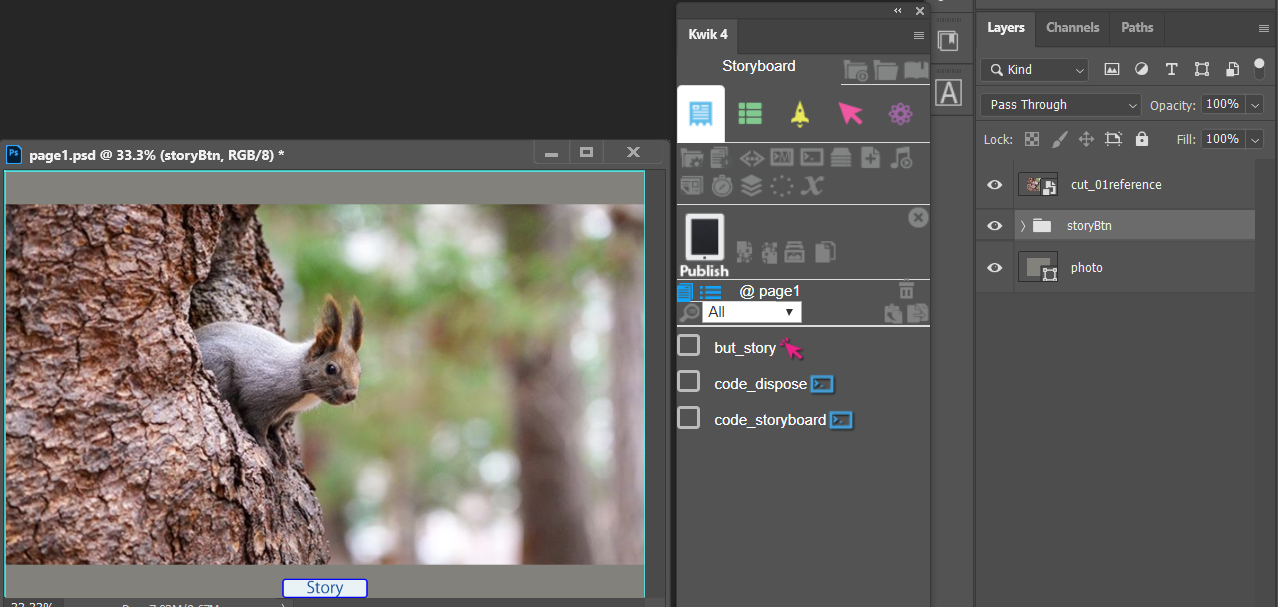 Kwik 4
Storyboard
Publish
@ page1
All
but_story
code_dispose
code_storyboard
page1.psd @ 33.3% (storyBtn, RGB/8) *
Story
Layers Channels Paths
Kind
Pass Through Opacity: 100%
Lock: Fill: 100%
cut_01reference
storyBtn
photo